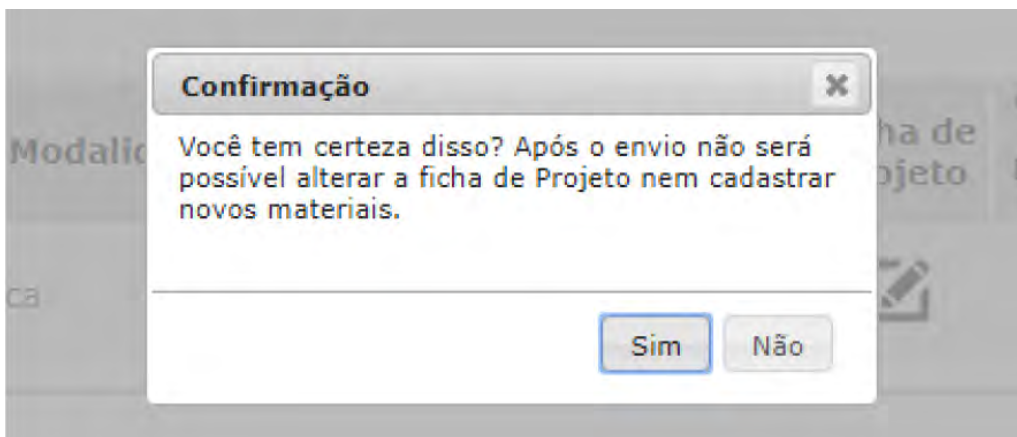 Confirmação
Você tem certeza disso? Após o envio não será
possível alterar a ficha de Projeto nem cadastrar
novos materiais.
Sim Não